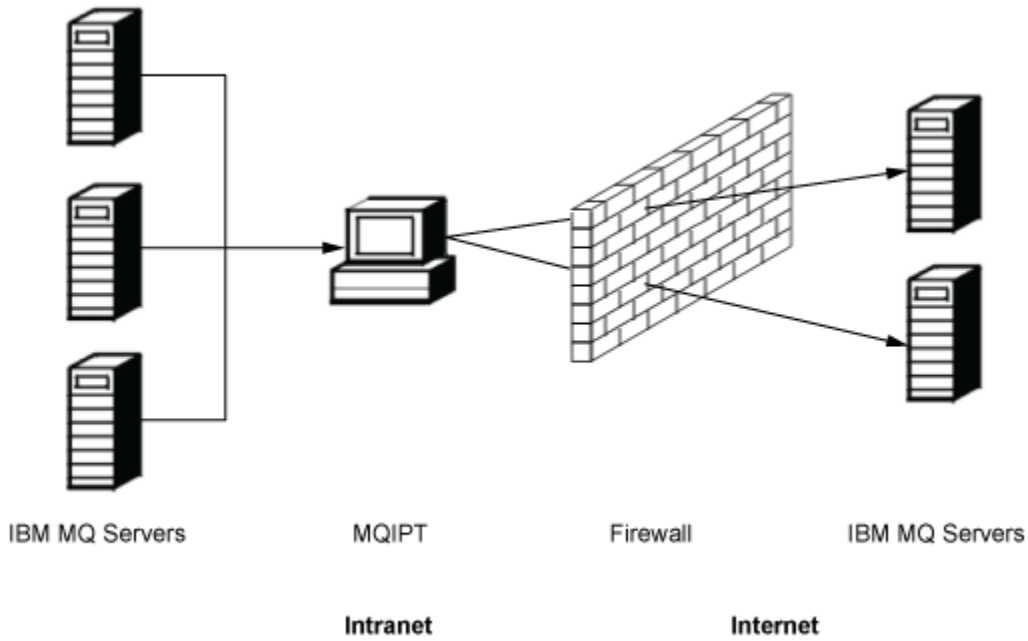 IBM MQ Servers
MQIPT
Firewall
IBM MQ Servers
Intranet
Internet